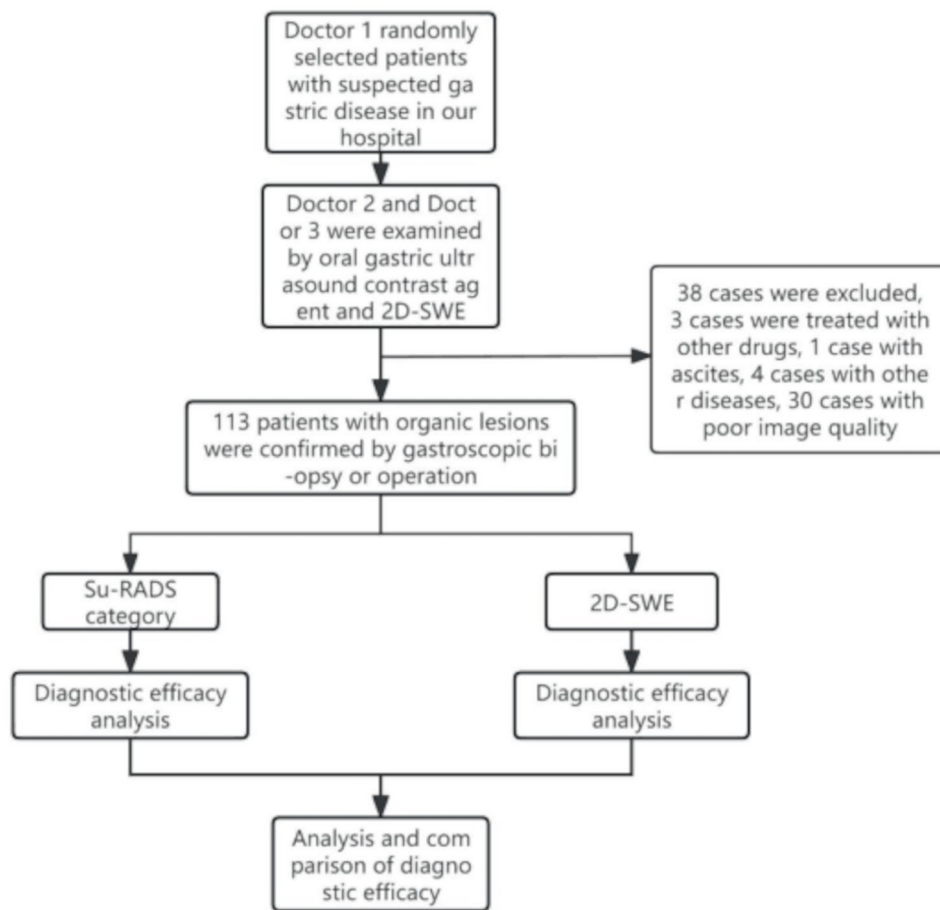 Doctor 1 randomly
selected patients
with suspected ga
stric disease in our
hospital
Doctor 2 and Doct
or 3 were examined
by oral gastric ultr
asound contrast ag
ent and 2D-SWE
38 cases were excluded,
3 cases were treated with
other drugs, 1 case with
ascites, 4 cases with othe
r diseases, 30 cases with
poor image quality
113 patients with organic lesions
were confirmed by gastroscopic bi
-opsy or operation
Su-RADS
category
2D-SWE
Diagnostic efficacy
analysis
Diagnostic efficacy
analysis
Analysis and com
parison of diagno
stic efficacy